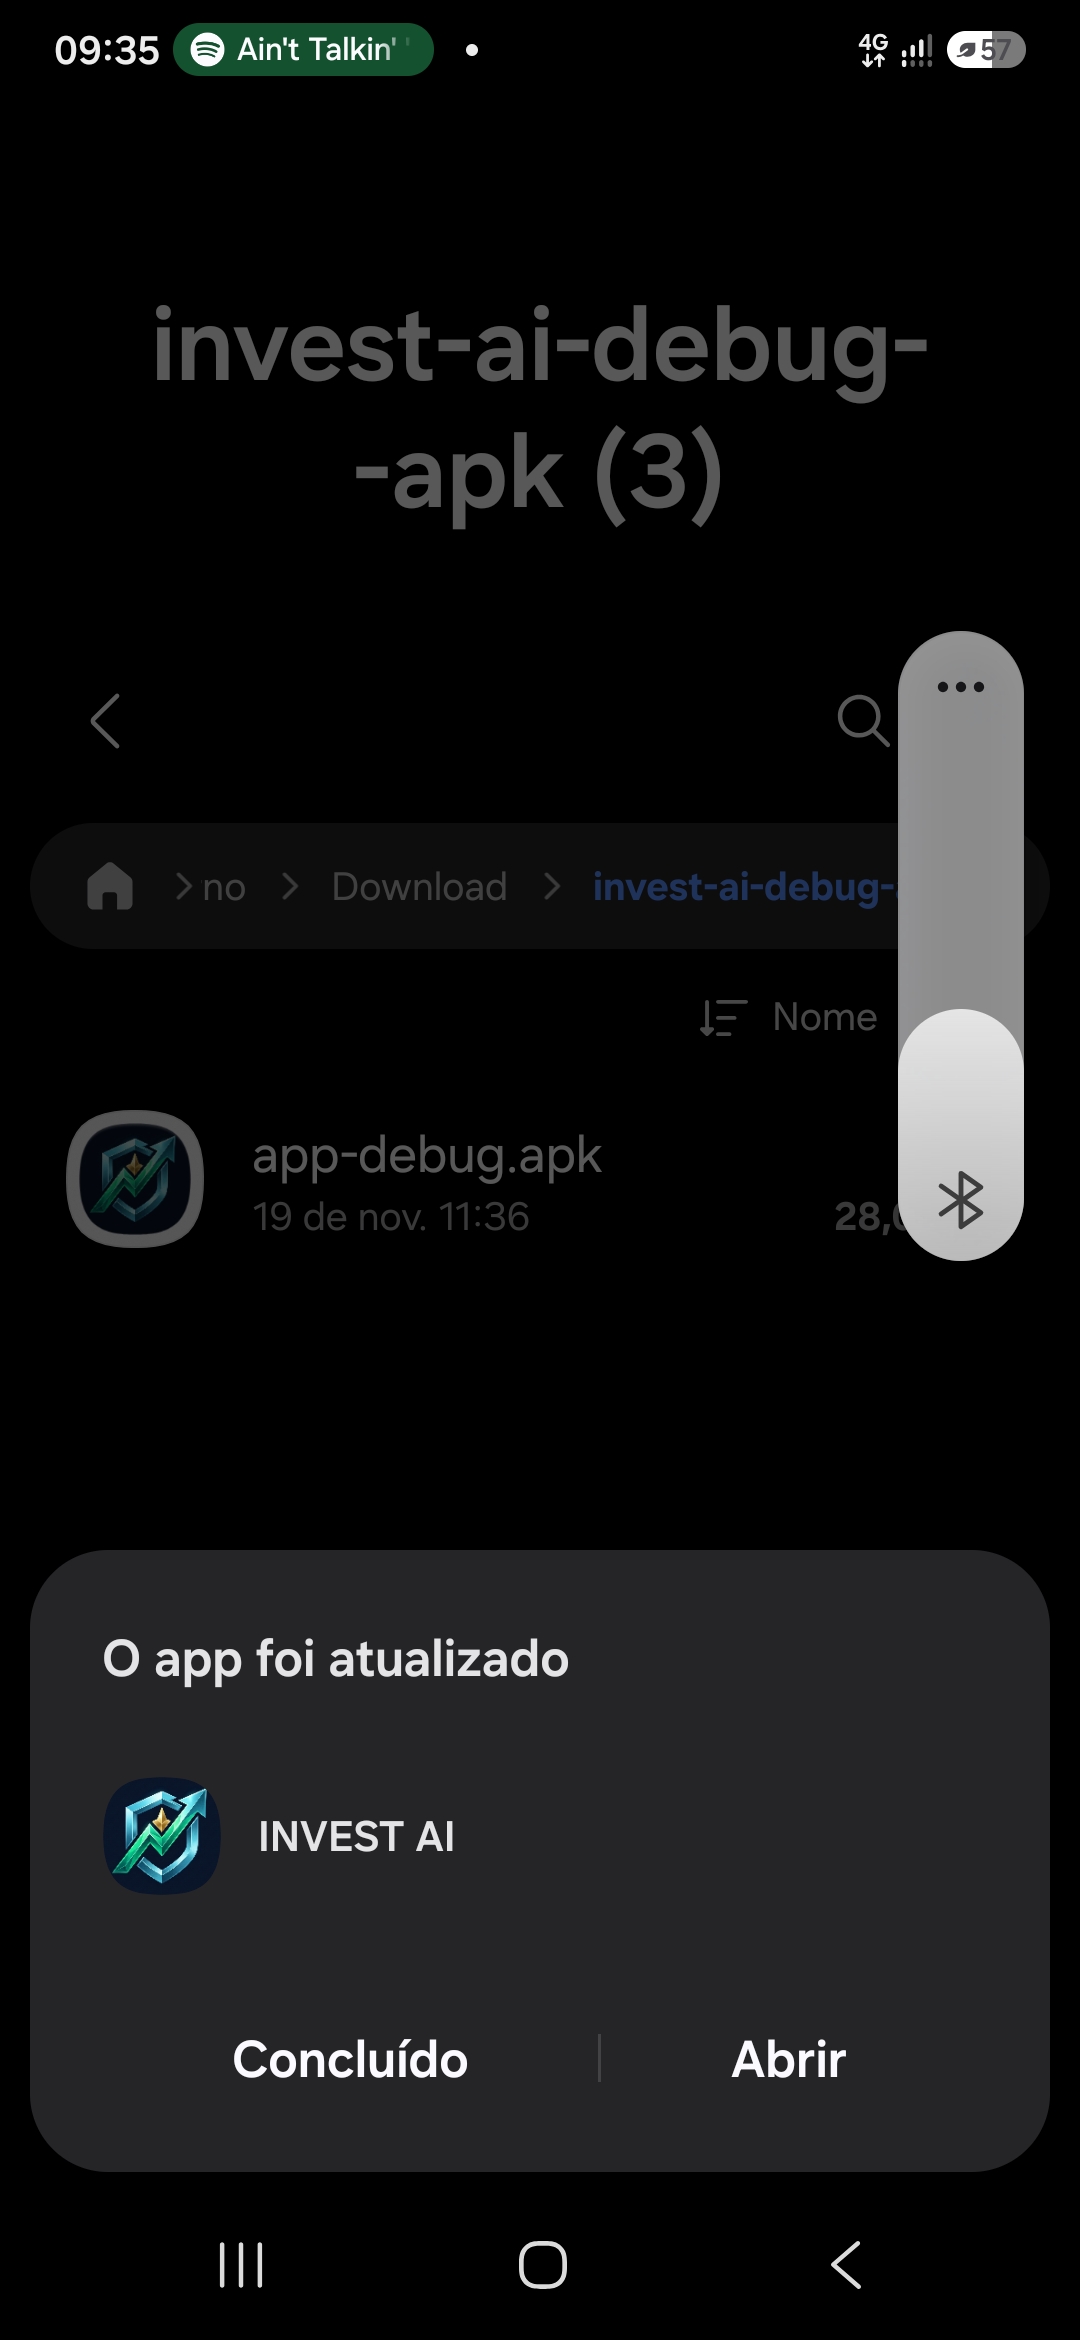 09:35 Ain't Talkin' ' 4G 57
invest-ai-debug-
-apk (3)
no Download invest-ai-debug-
Nome
app-debug.apk
19 de nov. 11:36 28,
O app foi atualizado
INVEST AI
Concluído Abrir